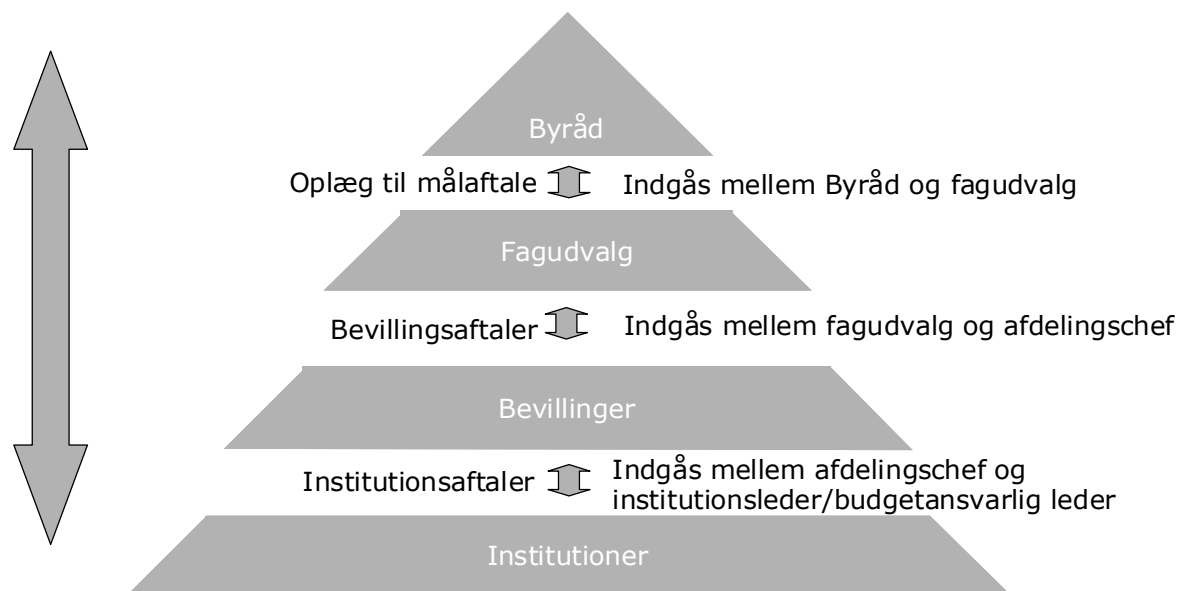 Byråd
Oplæg til målaftale
Indgås mellem Byråd og fagudvalg
Fagudvalg
Bevillingsaftaler
Indgås mellem fagudvalg og afdelingschef
Bevillinger
Institutionsaftaler
Indgås mellem afdelingschef og
institutionsleder/budgetansvarlig leder
Institutioner